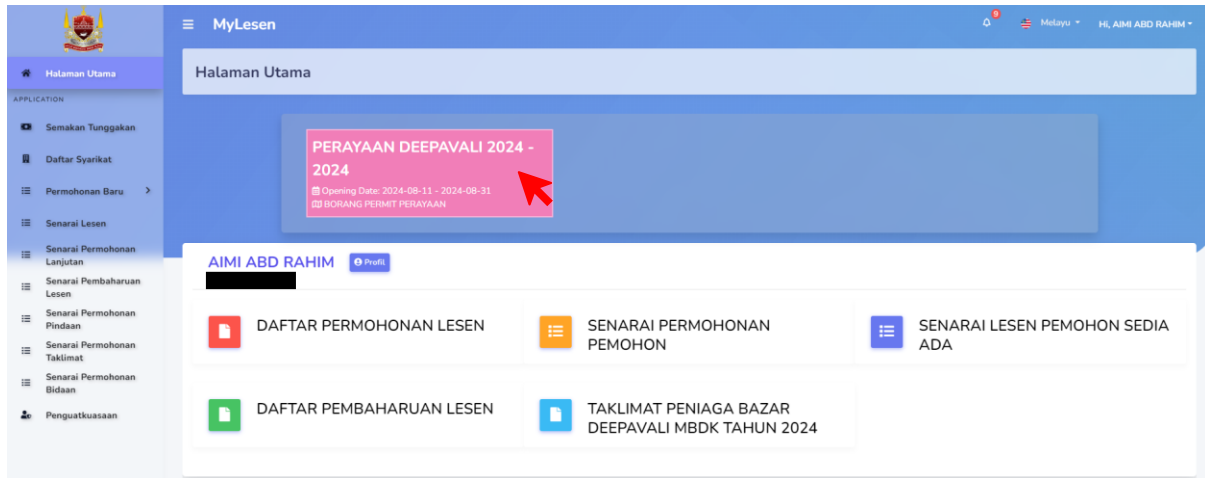 MyLesen
9
Melayu
HI, AIMI ABD RAHIM
Halaman Utama
APPLICATION
Semakan Tunggakan
Daftar Syarikat
Permohonan Baru
Senarai Lesen
Senarai Permohonan
Lanjutan
Senarai Pembaharuan
Lesen
Senarai Permohonan
Pindaan
Senarai Permohonan
Taklimat
Senarai Permohonan
Bidaan
Penguatkuasaan
Halaman Utama
PERAYAAN DEEPAVALI 2024 -
2024
Opening Date: 2024-08-11 - 2024-08-31
BORANG PERMIT PERAYAAN
AIMI ABD RAHIM Profil
DAFTAR PERMOHONAN LESEN
SENARAI PERMOHONAN
PEMOHON
SENARAI LESEN PEMOHON SEDIA
ADA
DAFTAR PEMBAHARUAN LESEN
TAKLIMAT PENIAGA BAZAR
DEEPAVALI MBDK TAHUN 2024